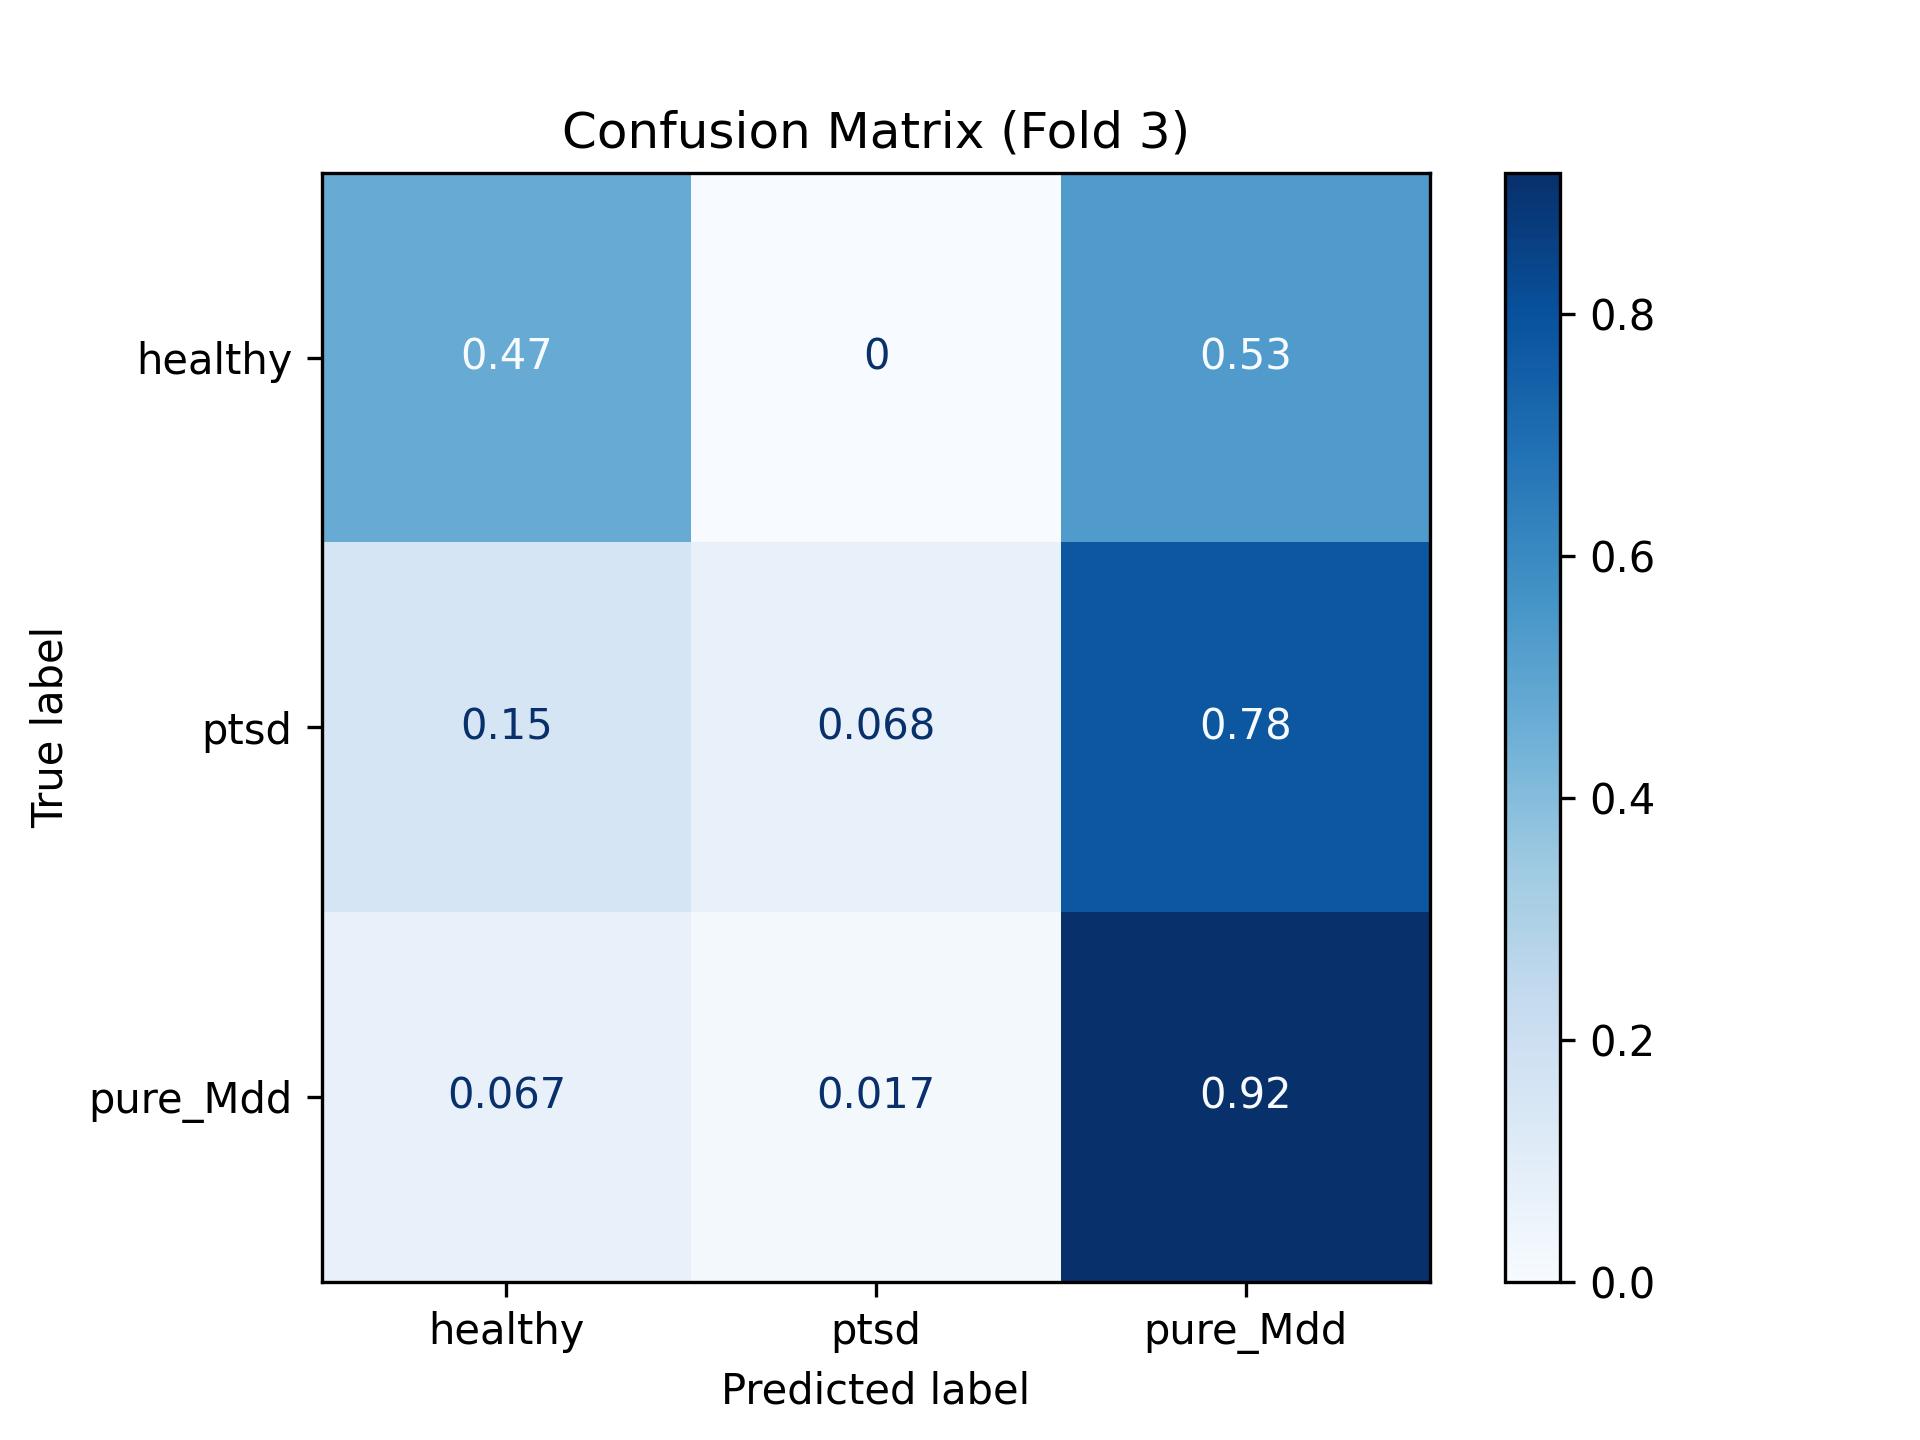 Confusion Matrix (Fold 3)
healthy 0.47 0 0.53
ptsd 0.15 0.068 0.78
pure_Mdd 0.067 0.017 0.92
True label
healthy ptsd pure_Mdd
Predicted label
0.8
0.6
0.4
0.2
0.0